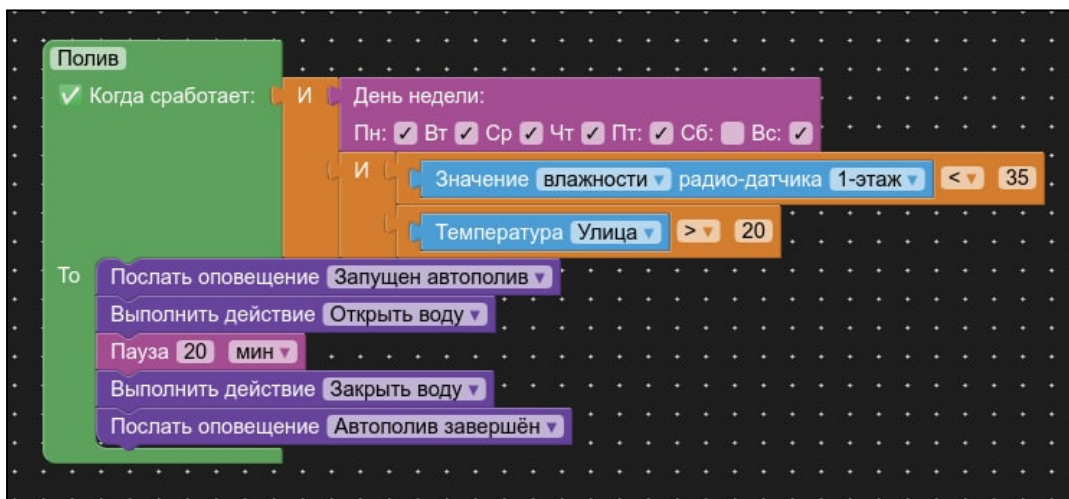 Полив
Когда сработает: И День недели:
Пн: Вт Ср Чт Пт: Сб: Вс:
И Значение влажности радио-датчика 1-этаж < 35
Температура Улица > 20
То Послать оповещение Запущен автополив
Выполнить действие Открыть воду
Пауза 20 мин
Выполнить действие Закрыть воду
Послать оповещение Автополив завершён